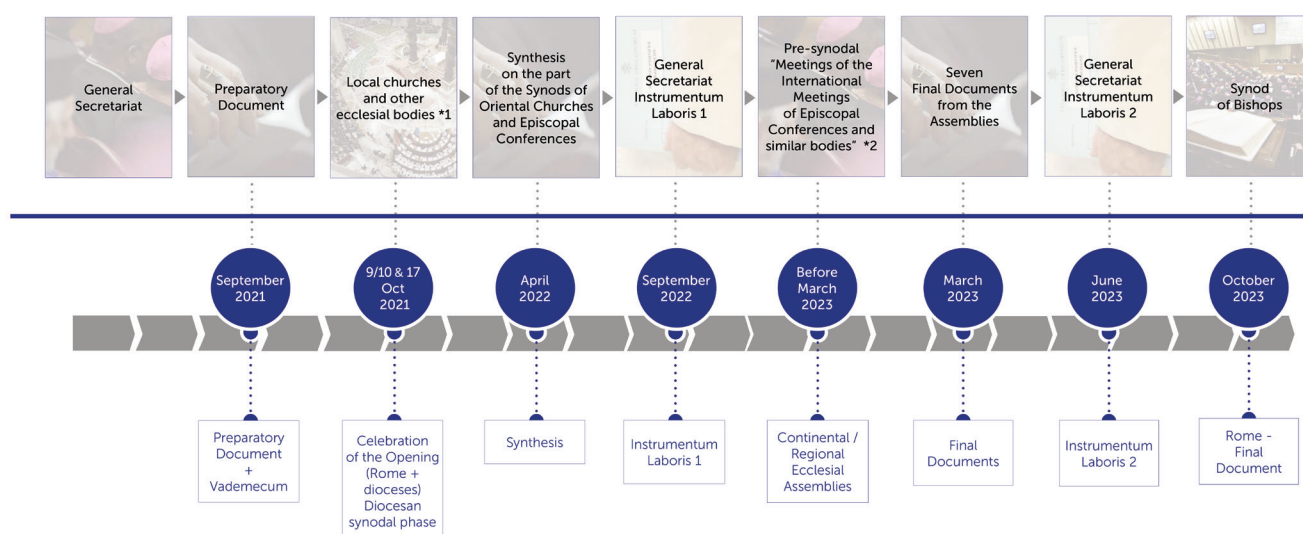 General
Secretariat
Preparatory
Document
Local churches
and other
ecclesial bodies *1
Synthesis
on the part
of the Synods of
Oriental Churches
and Episcopal
Conferences
General
Secretariat
Instrumentum
Laboris 1
Pre-synodal
“Meetings of the
International
Meetings
of Episcopal
Conferences and
similar bodies” *2
Seven
Final Documents
from the
Assemblies
General
Secretariat
Instrumentum
Laboris 2
Synod
of Bishops
September
2021
9/10 & 17
Oct
2021
April
2022
September
2022
Before
March
2023
March
2023
June
2023
October
2023
Preparatory
Document
+
Vademecum
Celebration
of the Opening
(Rome +
dioceses)
Diocesan
synodal phase
Synthesis
Instrumentum
Laboris 1
Continental /
Regional
Ecclesial
Assemblies
Final
Documents
Instrumentum
Laboris 2
Rome -
Final
Document